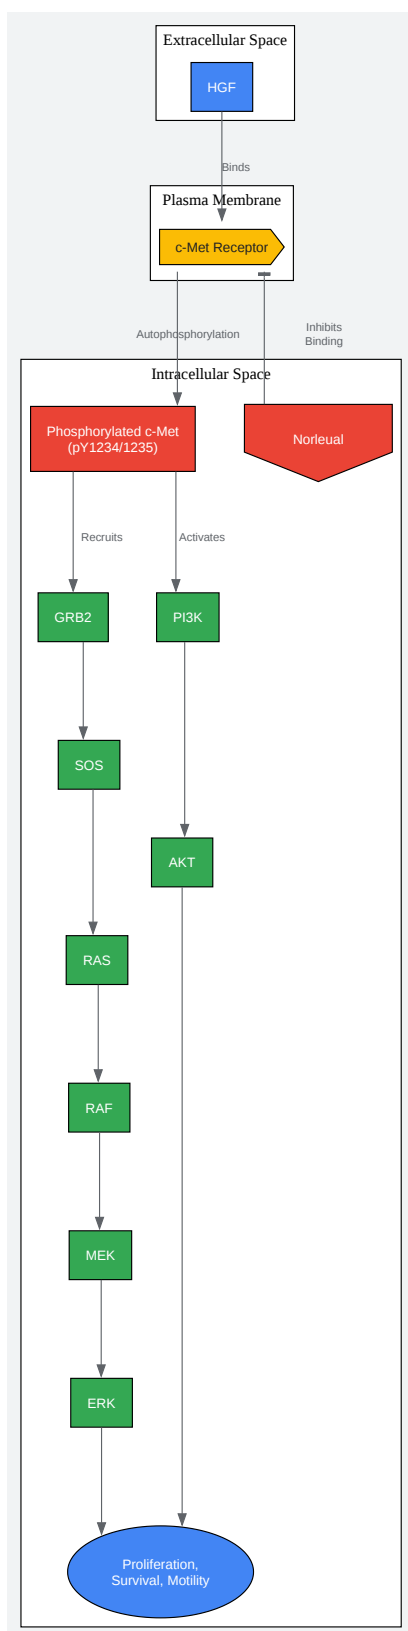 Extracellular Space
HGF
Binds
Plasma Membrane
c-Met Receptor
Autophosphorylation
Inhibits
Binding
Intracellular Space
Phosphorylated c-Met
(pY1234/1235)
Norleual
Recruits
Activates
GRB2
PI3K
SOS
AKT
RAS
RAF
MEK
ERK
Proliferation,
Survival, Motility